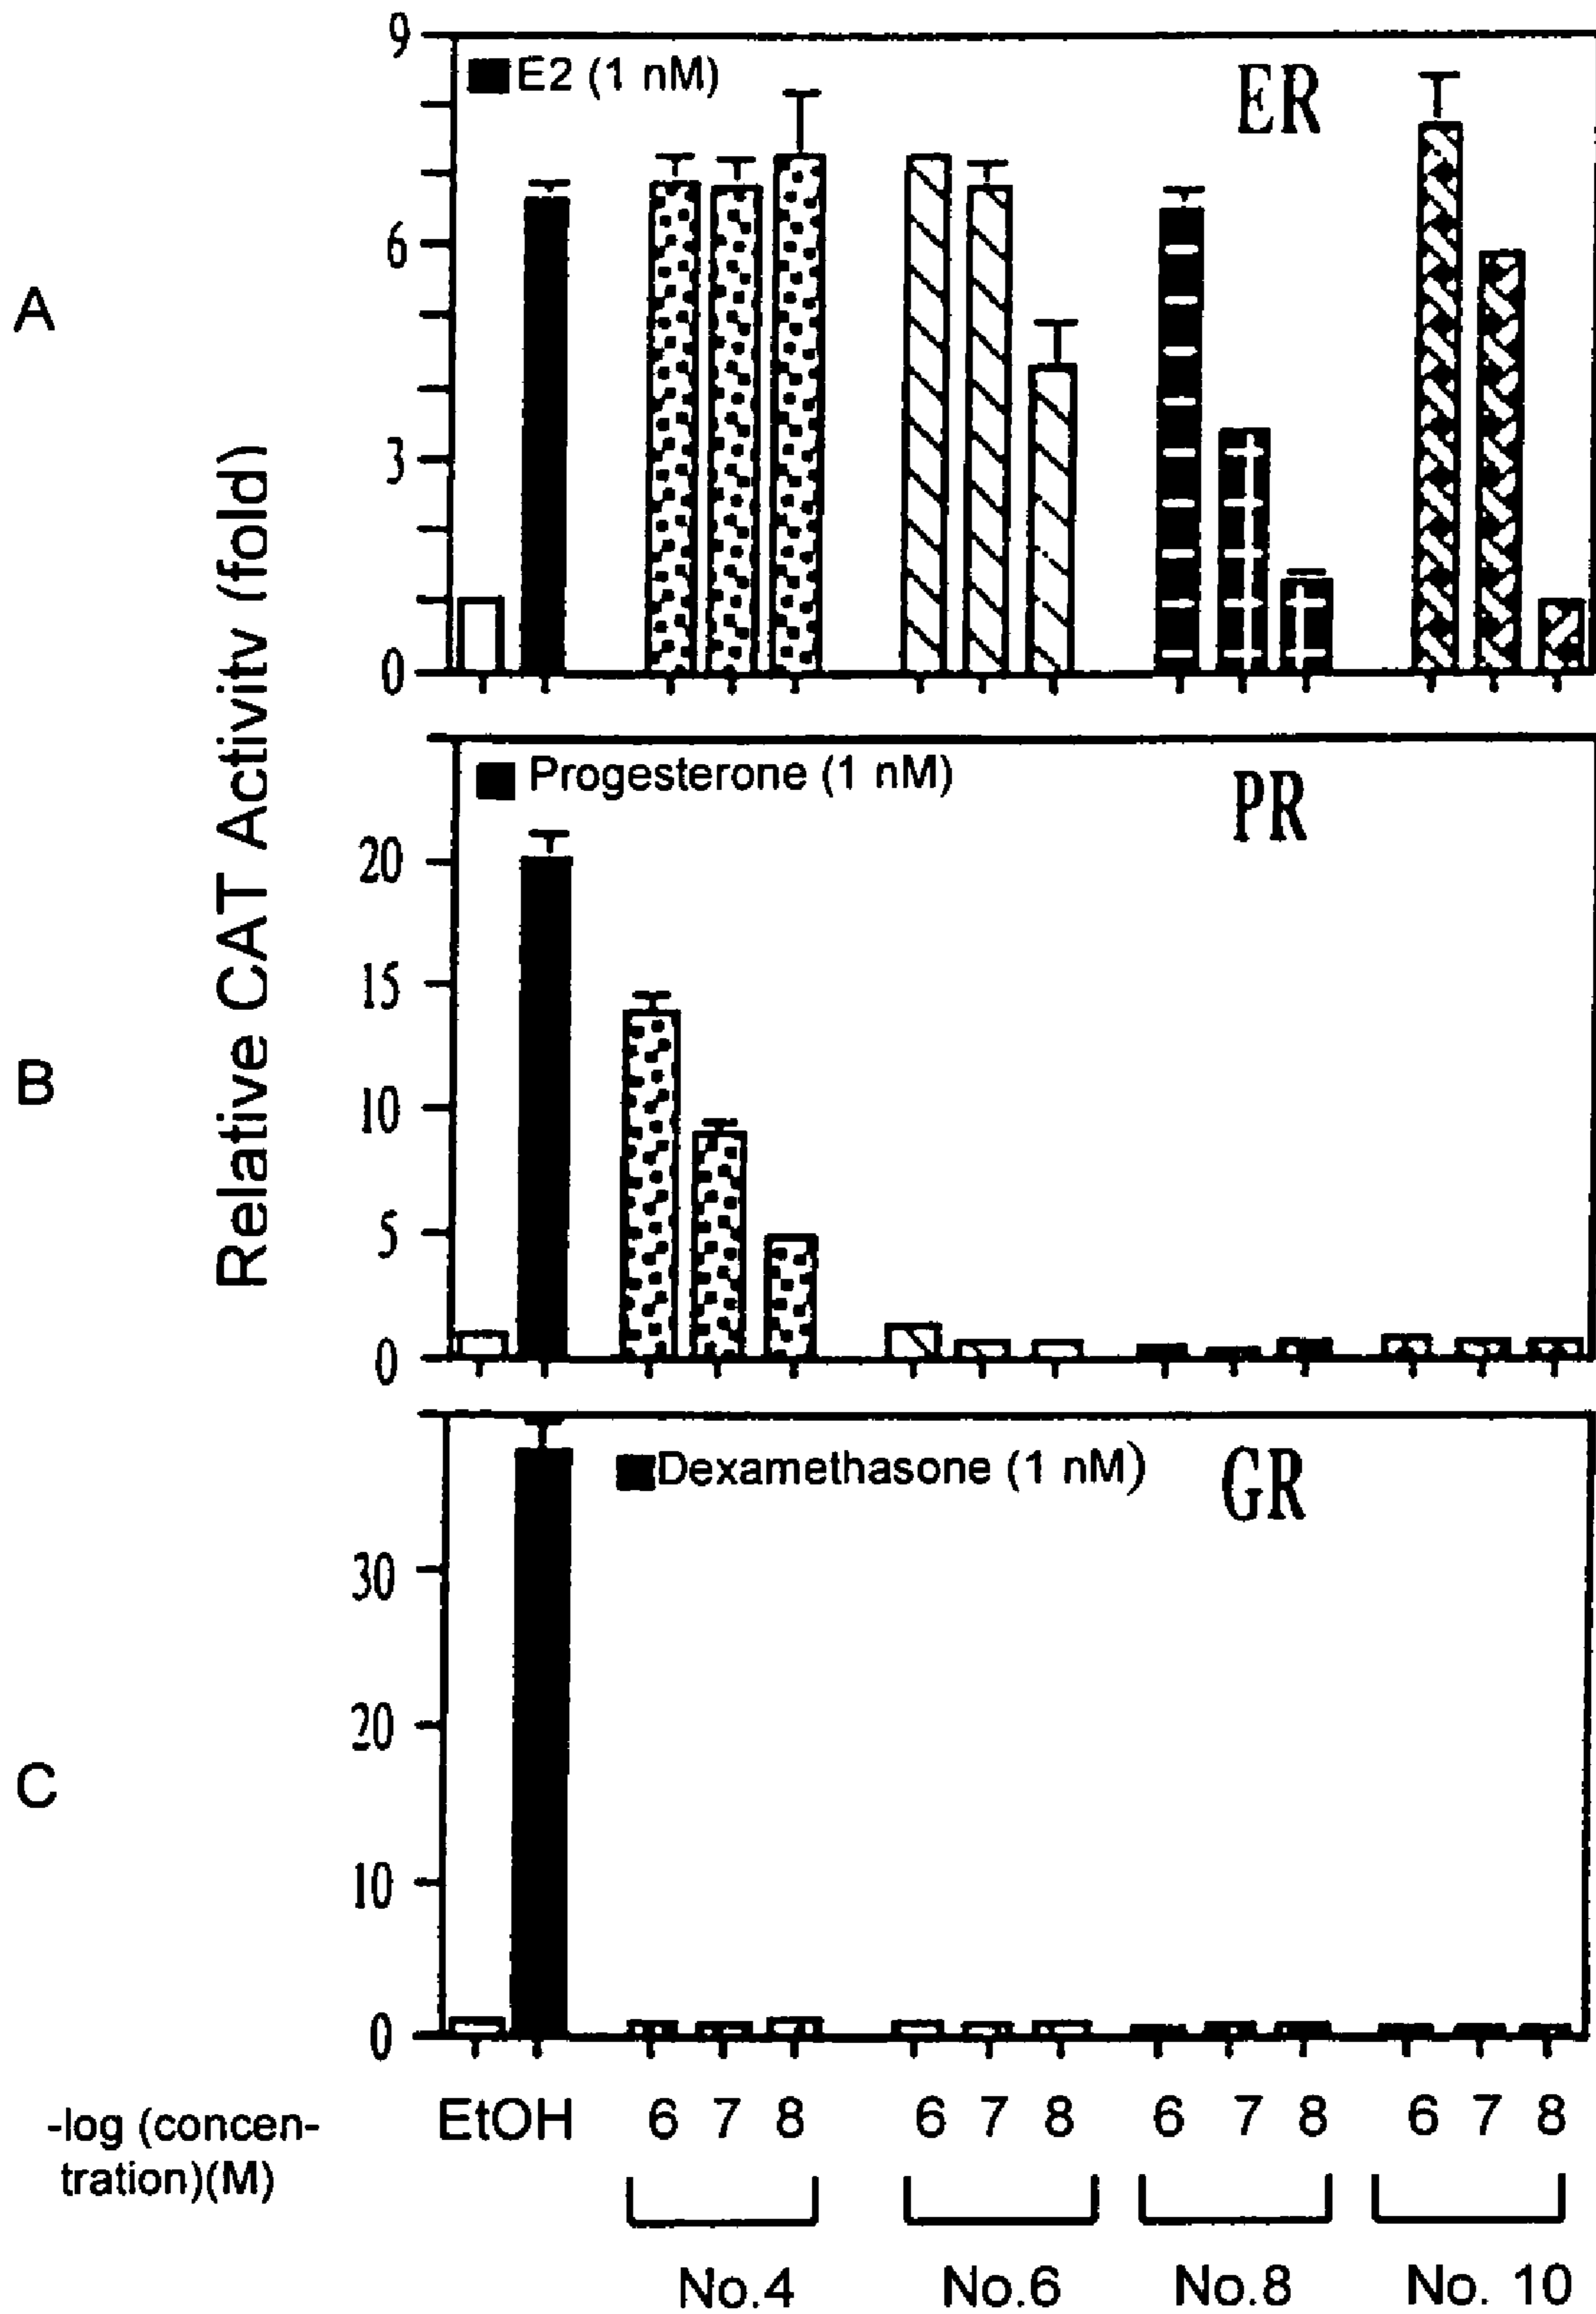 A
Relative CAT Activity (fold)
9
6
3
0
E2 (1 nM)
ER
B
20
15
10
5
0
Progesterone (1 nM)
PR
C
30
20
10
0
Dexamethasone (1 nM)
GR
-log (concen-
tration)(M)
EtOH 6 7 8 6 7 8 6 7 8 6 7 8
No.4 No.6 No.8 No. 10